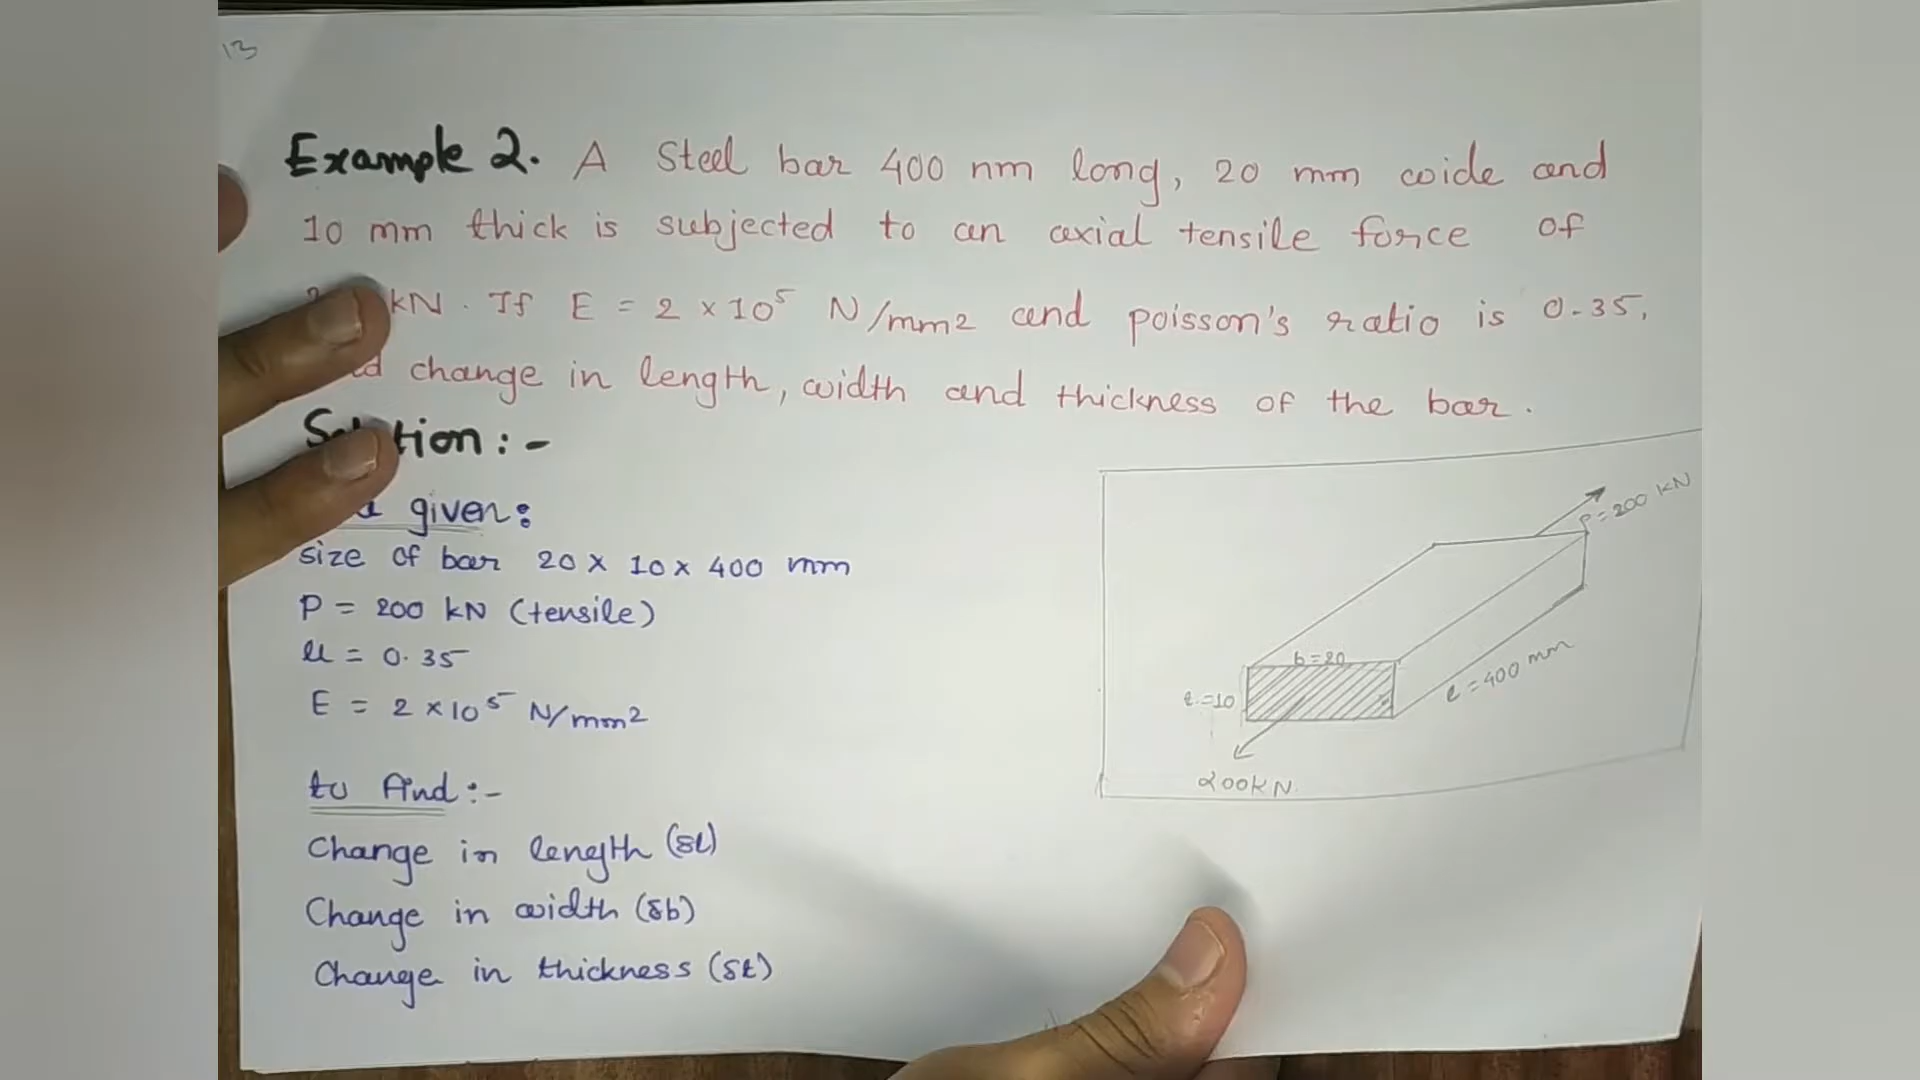 13
Example 2. A Steel bar 400 nm long, 20 mm wide and
10 mm thick is subjected to an axial tensile force of
kN. If E = 2 x 10⁵ N/mm2 and poisson's ratio is 0.35,
change in length, width and thickness of the bar.
given:
size of bar 20 x 10 x 400 mm
P = 200 kN (tensile)
μ = 0.35
E = 2 x 10⁵ N/mm2
to find:-
Change in length (δl)
Change in width (δb)
Change in thickness (δt)
P = 200 KN
b = 20
t = 10
l = 400 mm
200KN